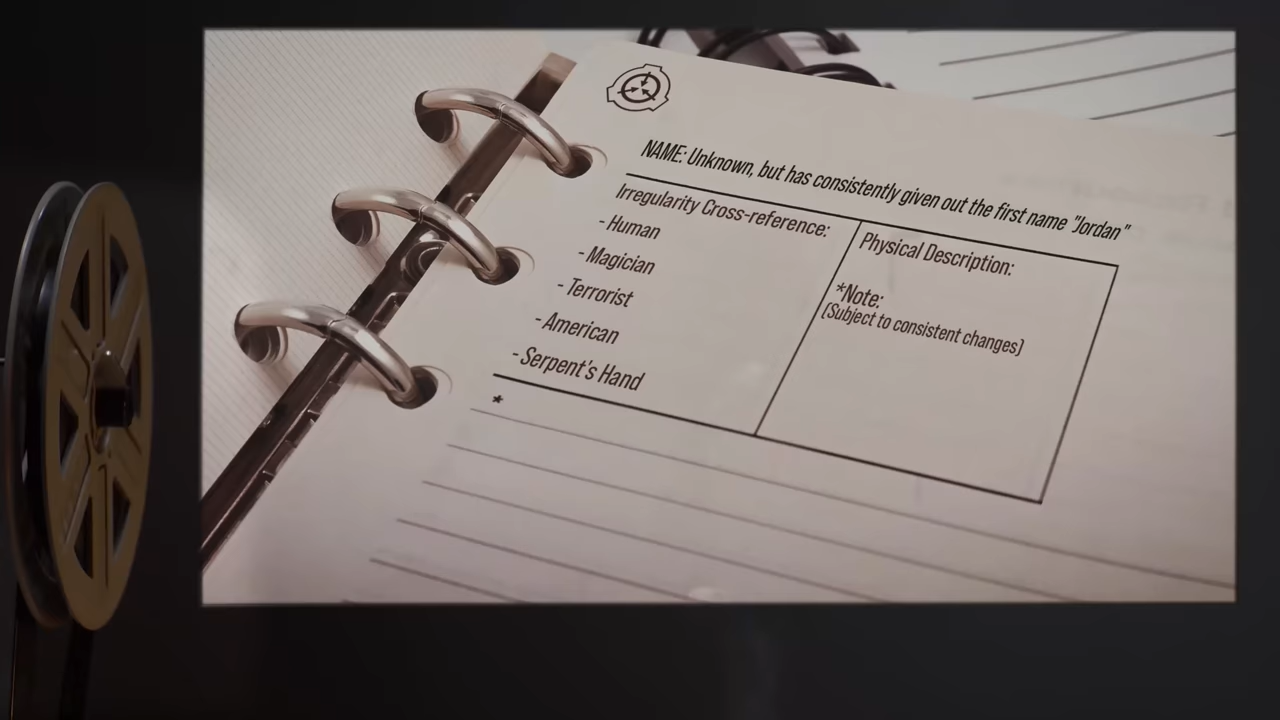 NAME: Unknown, but has consistently given out the first name "Jordan"
Irregularity Cross-reference:
- Human
- Magician
- Terrorist
- American
- Serpent's Hand
Physical Description:
*Note:
(Subject to consistent changes)
*